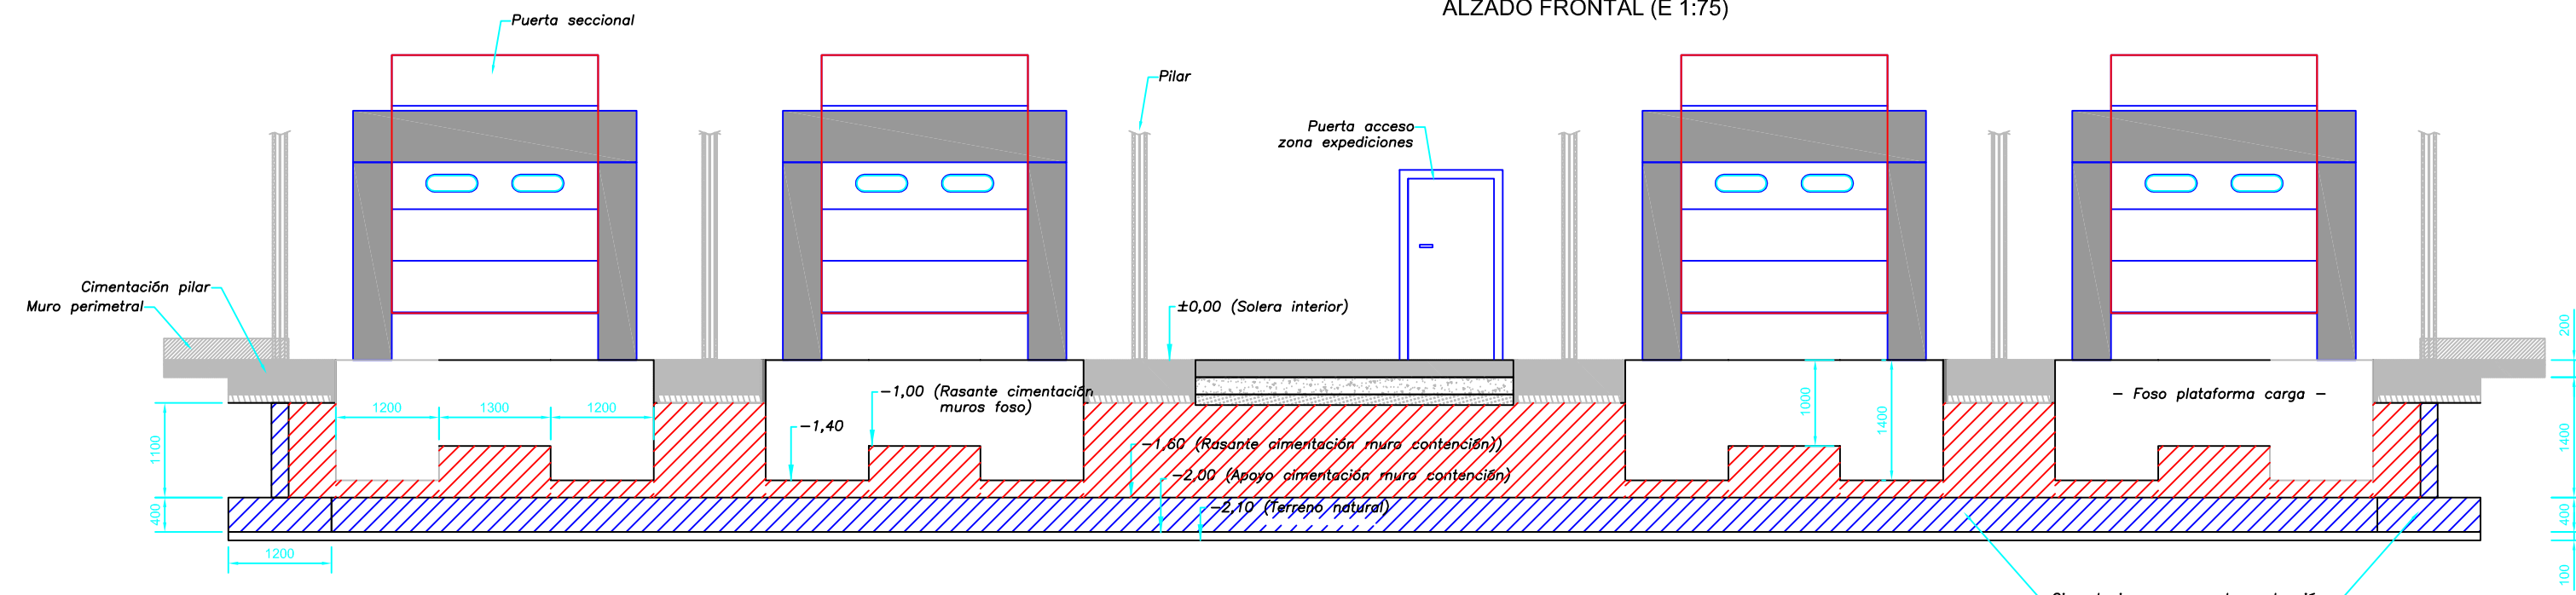 ALZADO FRONTAL (E 1:75)
Puerta seccional
Pilar
Puerta acceso
zona expediciones
Cimentación pilar
Muro perimetral
±0,00 (Solera interior)
200
-1,00 (Rasante cimentación
muros foso)
- Foso plataforma carga -
1200
1300
1200
1000
1400
-1,40
1100
1400
-1,60 (Rasante cimentación muro contención))
-2,00 (Apoyo cimentación muro contención)
-2,10 (Terreno natural)
400
400
1200
100